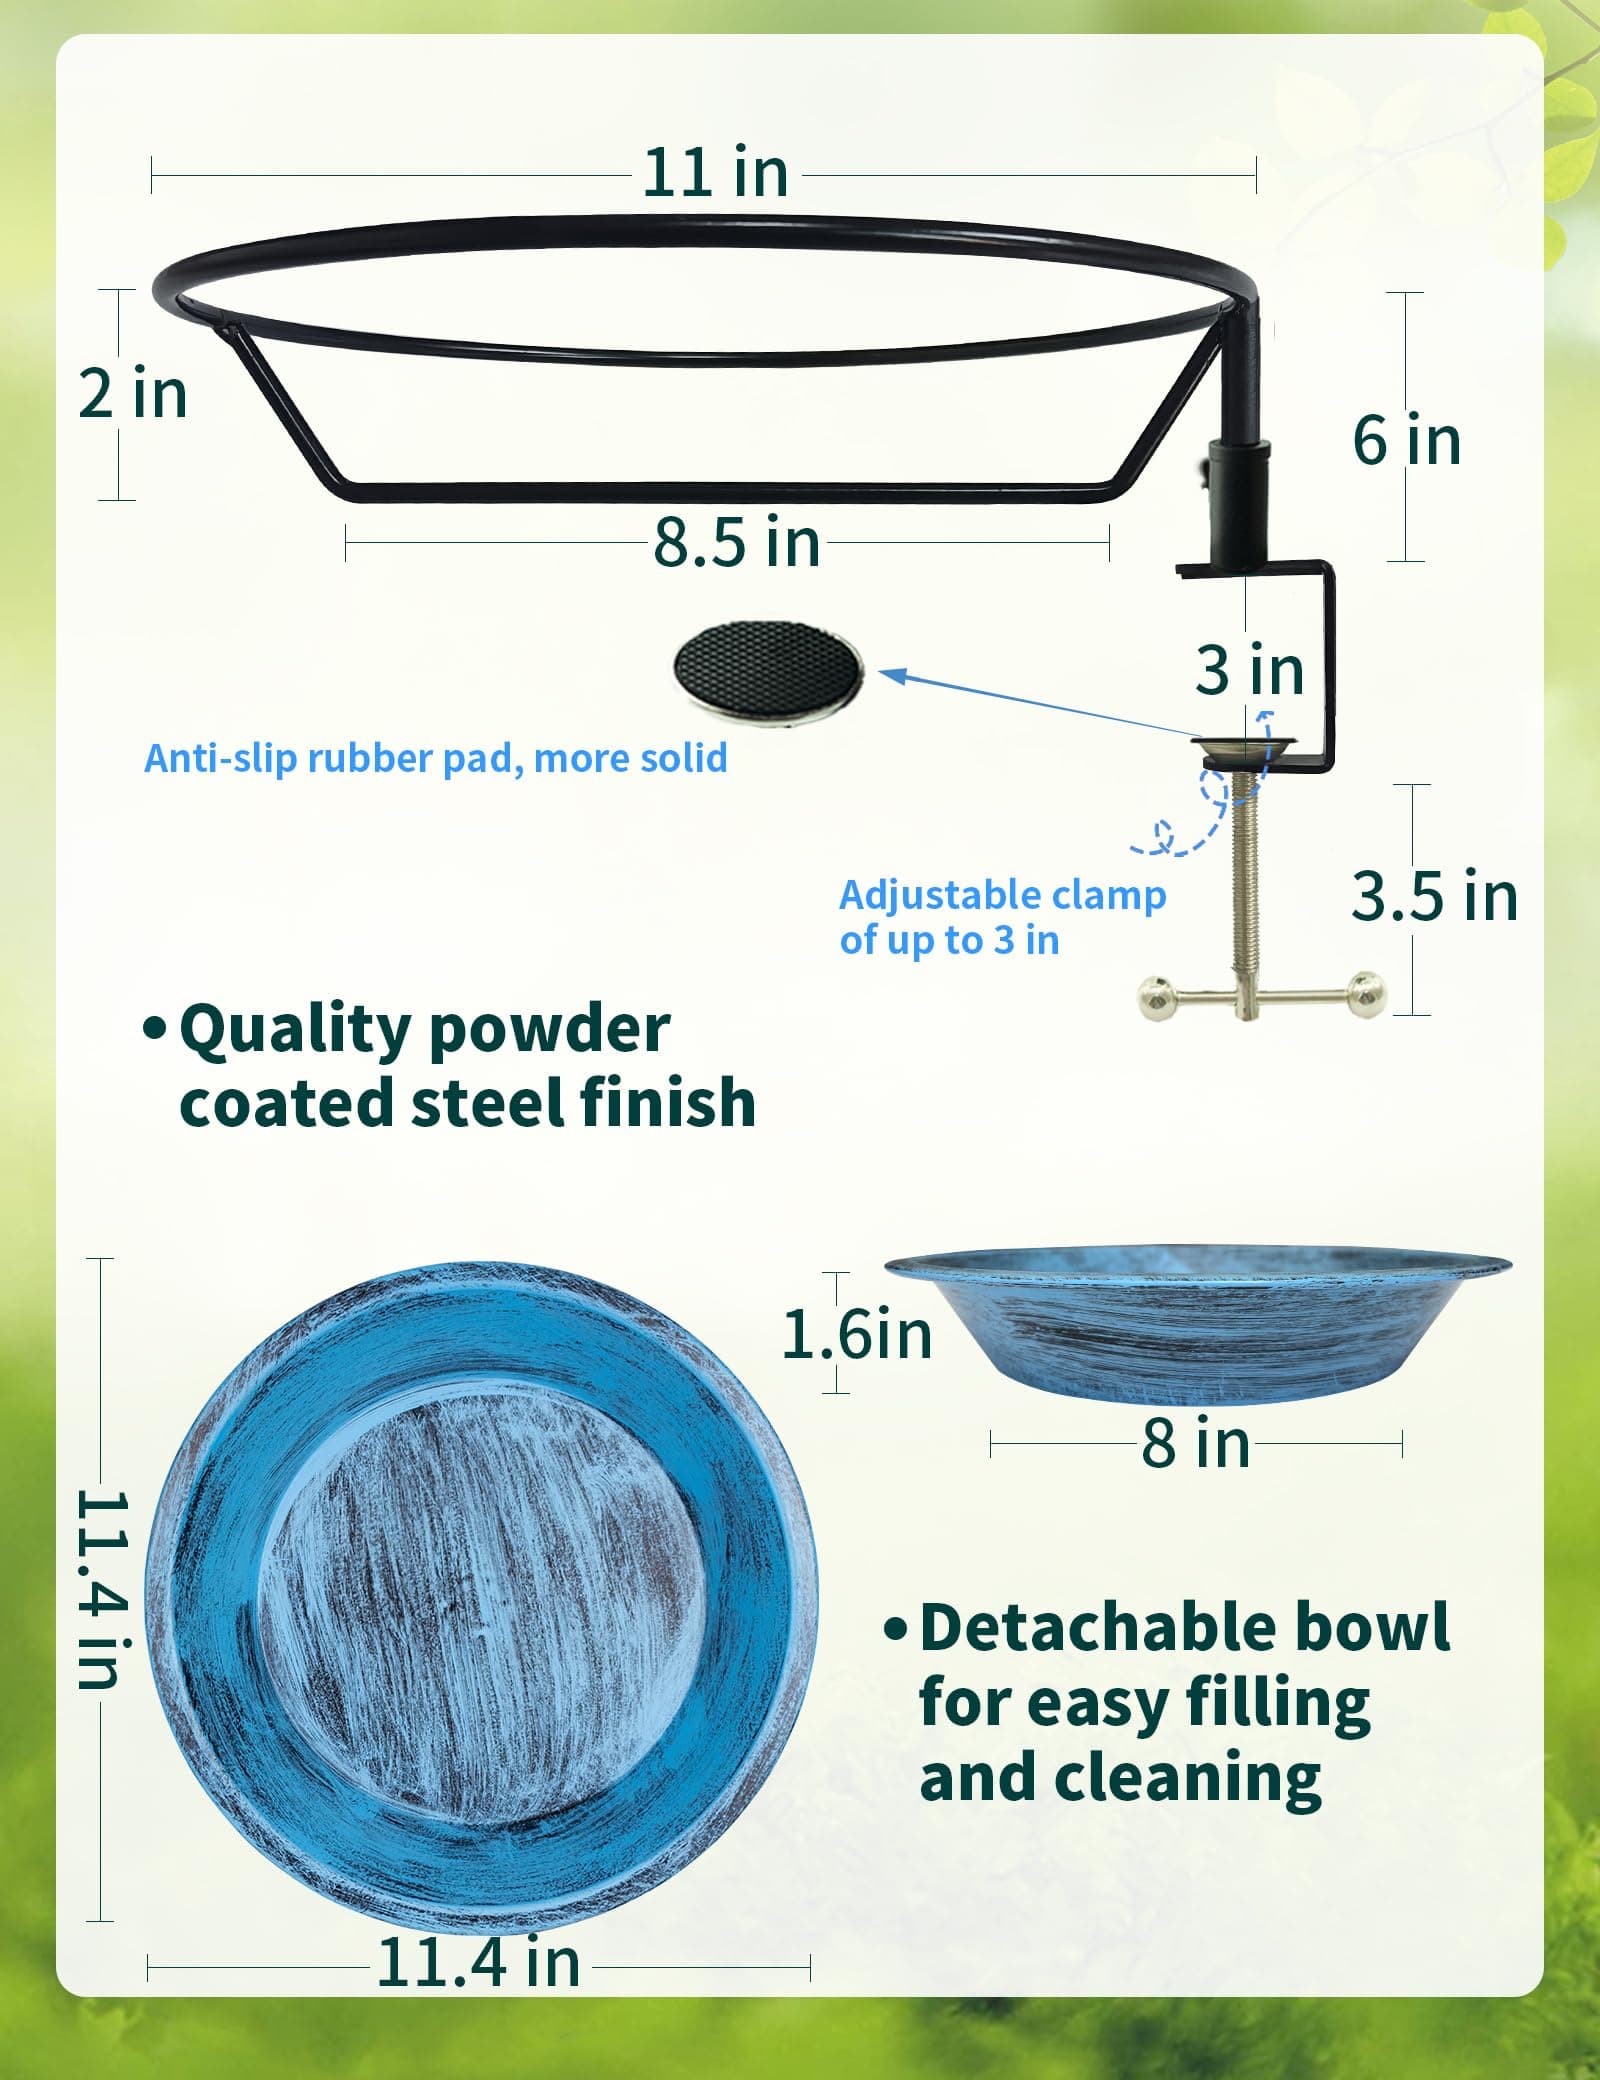 11 in
2 in
6 in
8.5 in
3 in
Anti-slip rubber pad, more solid
Adjustable clamp
of up to 3 in
3.5 in
• Quality powder
coated steel finish
1.6in
8 in
11.4 in
• Detachable bowl
for easy filling
and cleaning
11.4 in